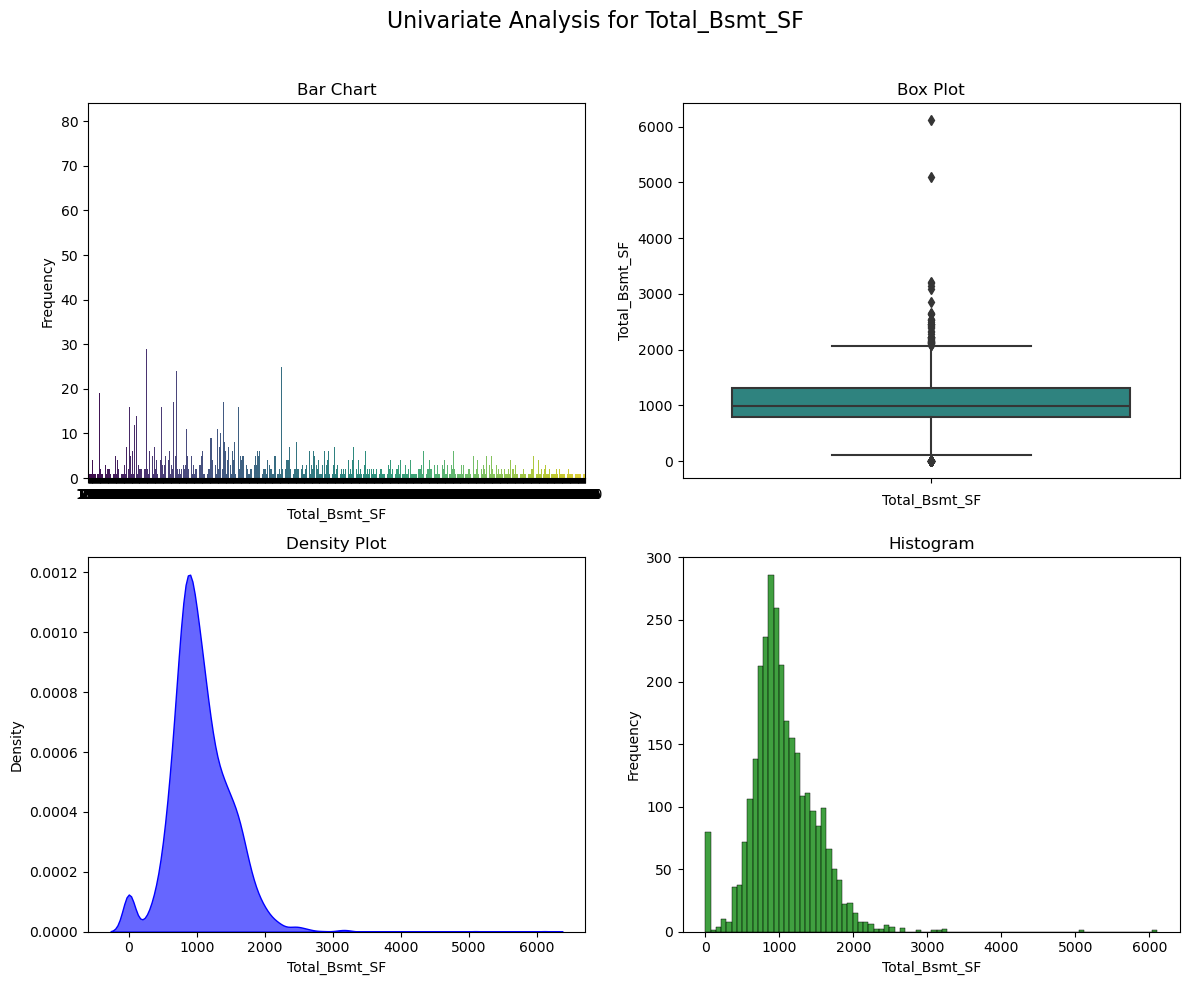 Univariate Analysis for Total_Bsmt_SF
Bar Chart
80
70
60
50
40
30
20
10
0
Frequency
Total_Bsmt_SF
Box Plot
6000
5000
4000
3000
2000
1000
0
Total_Bsmt_SF
Total_Bsmt_SF
Density Plot
0.0012
0.0010
0.0008
0.0006
0.0004
0.0002
0.0000
Density
0 1000 2000 3000 4000 5000 6000
Total_Bsmt_SF
Histogram
300
250
200
150
100
50
0
Frequency
0 1000 2000 3000 4000 5000 6000
Total_Bsmt_SF